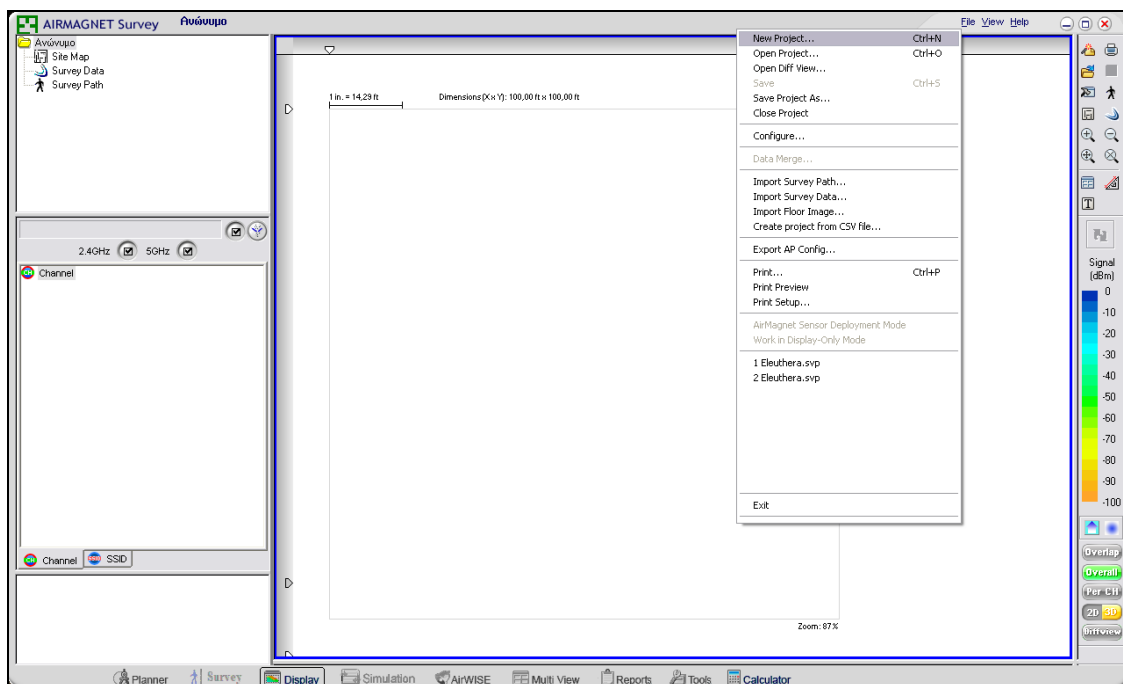 AIRMAGNET Survey Ανώνυμο File View Help
Ανώνυμο
Site Map
Survey Data
Survey Path
2.4GHz 5GHz
CH Channel
CH Channel SSID SSID
1 in. = 14,29 ft Dimensions(X x Y): 100,00 ft x 100,00 ft
Zoom: 87%
New Project... Ctrl+N
Open Project... Ctrl+O
Open Diff View...
Save Ctrl+S
Save Project As...
Close Project
Configure...
Data Merge...
Import Survey Path...
Import Survey Data...
Import Floor Image...
Create project from CSV file...
Export AP Config...
Print... Ctrl+P
Print Preview
Print Setup...
AirMagnet Sensor Deployment Mode
Work in Display-Only Mode
1 Eleuthera.svp
2 Eleuthera.svp
Exit
T
Signal
(dBm)
0
-10
-20
-30
-40
-50
-60
-70
-80
-90
-100
Overlap
Overall
Per CH
2D 3D
Diffview
Planner Survey Display Simulation AirWISE Multi View Reports Tools Calculator